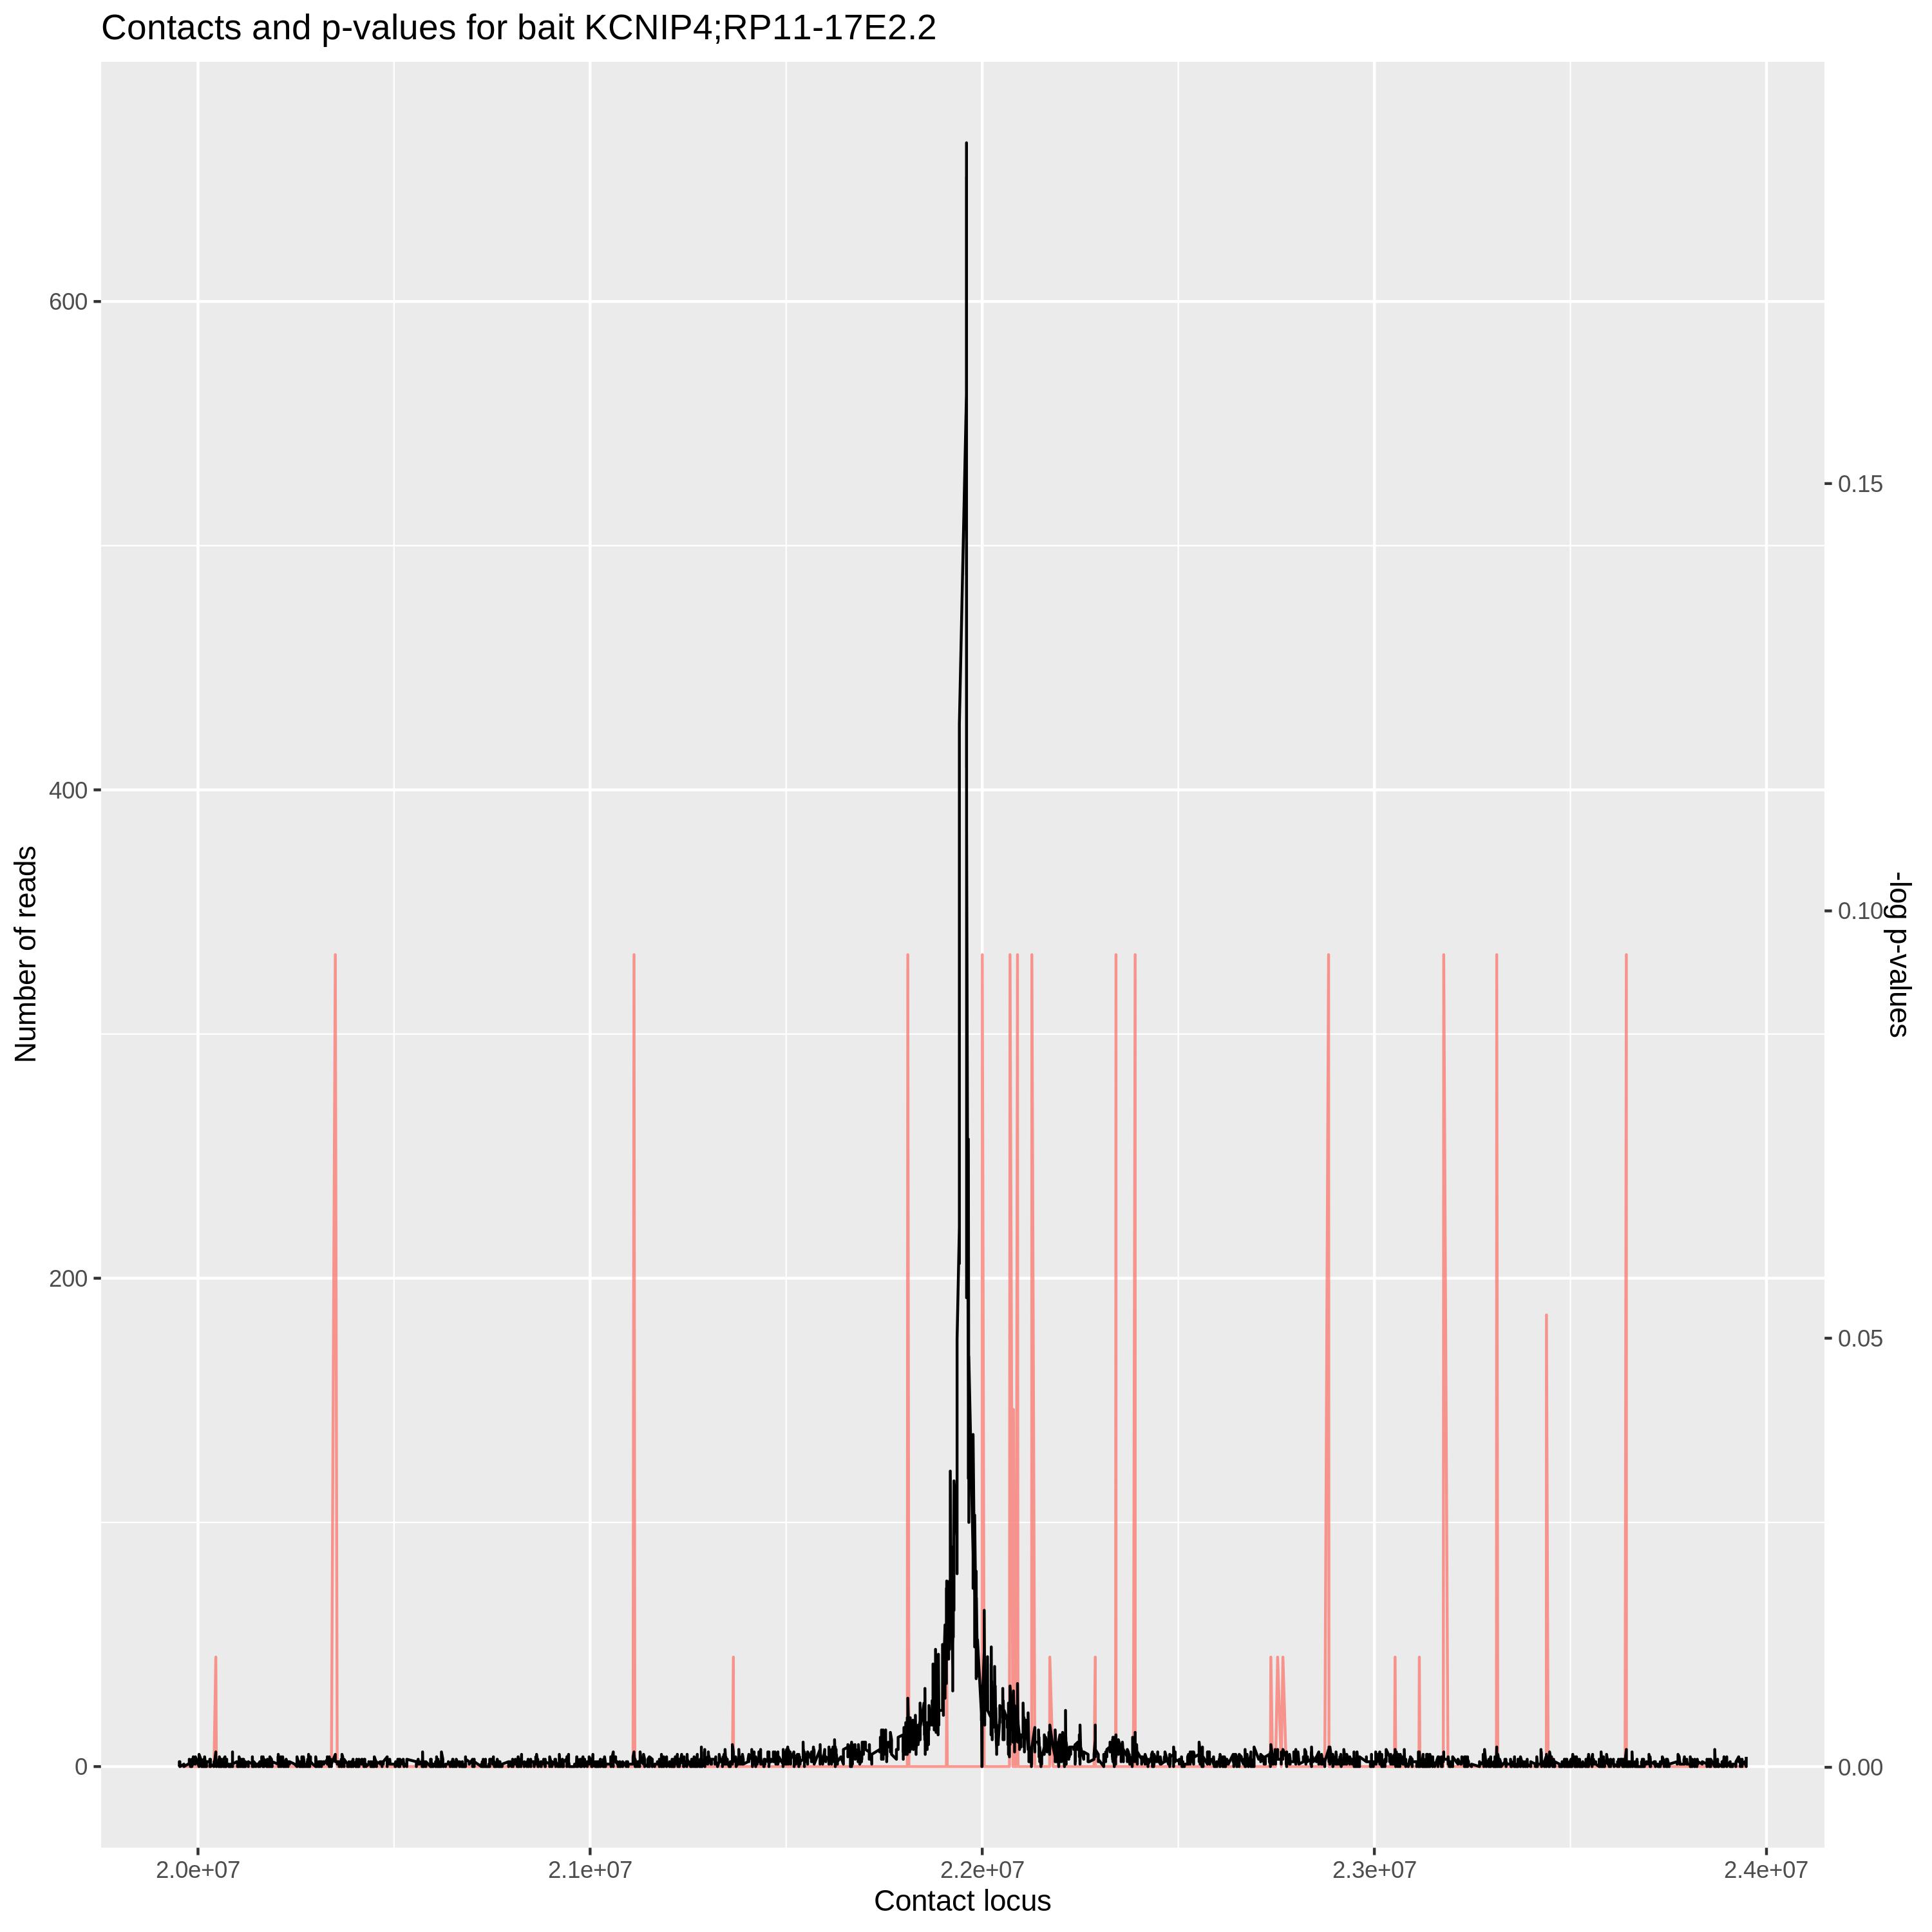 Contacts and p-values for bait KCNIP4;RP11-17E2.2
600
400
200
0
Number of reads
0.15
0.10
0.05
0.00
-log p-values
2.0e+07
2.1e+07
2.2e+07
2.3e+07
2.4e+07
Contact locus